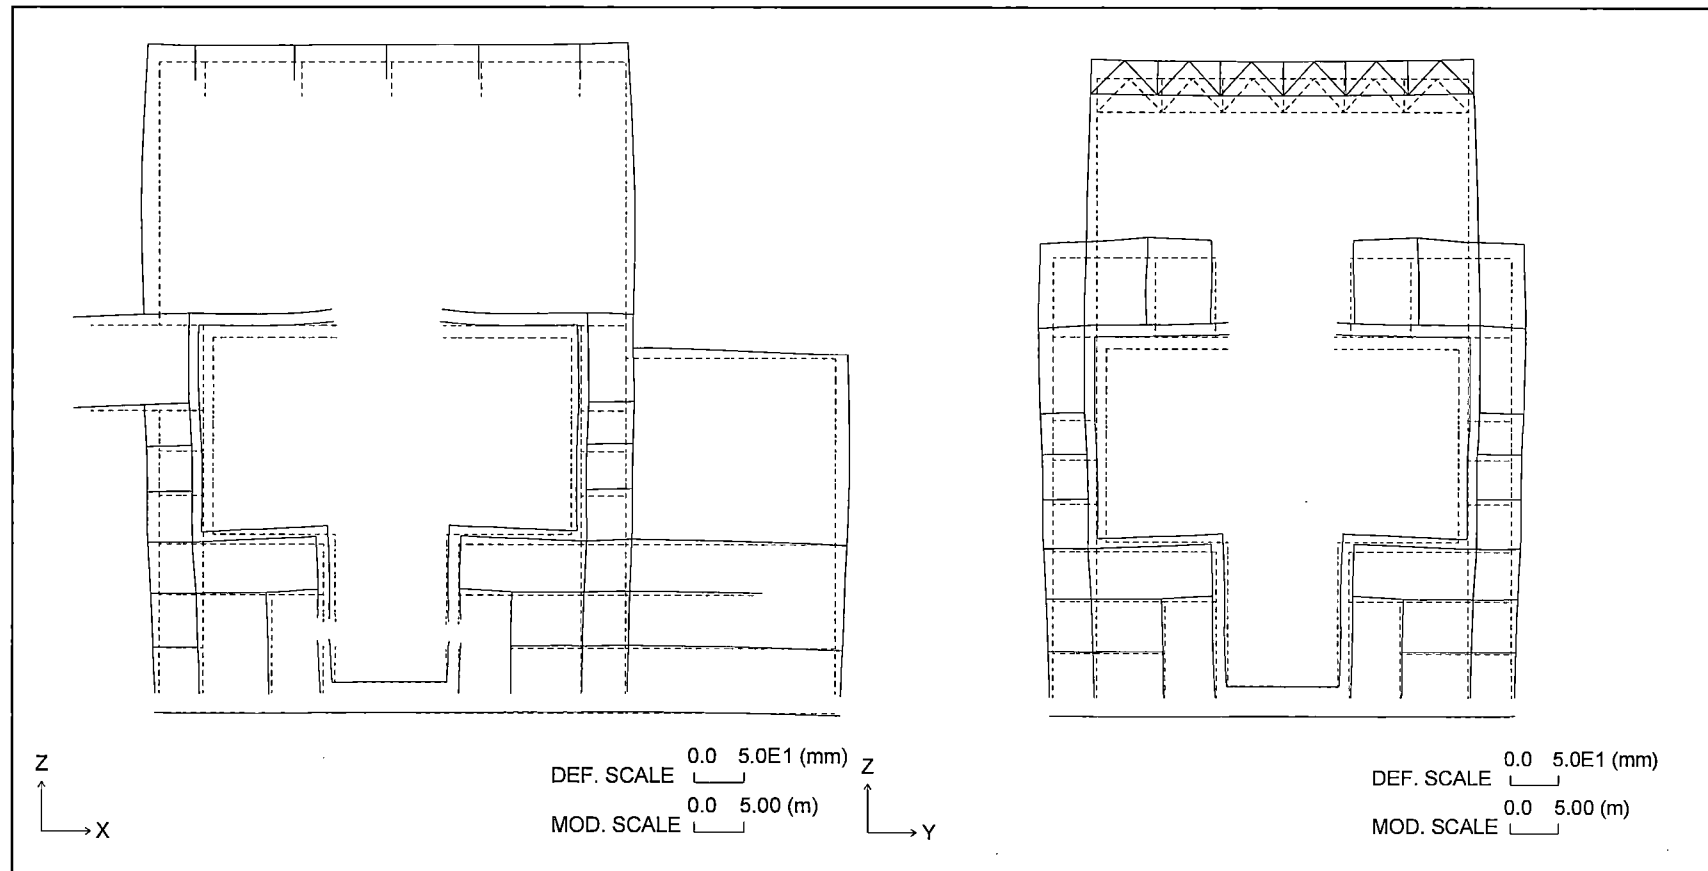 0.0 5.0E1 (mm)
DEF. SCALE
0.0 5.00 (m)
MOD. SCALE
Z
X
0.0 5.0E1 (mm)
DEF. SCALE
0.0 5.00 (m)
MOD. SCALE
Z
Y